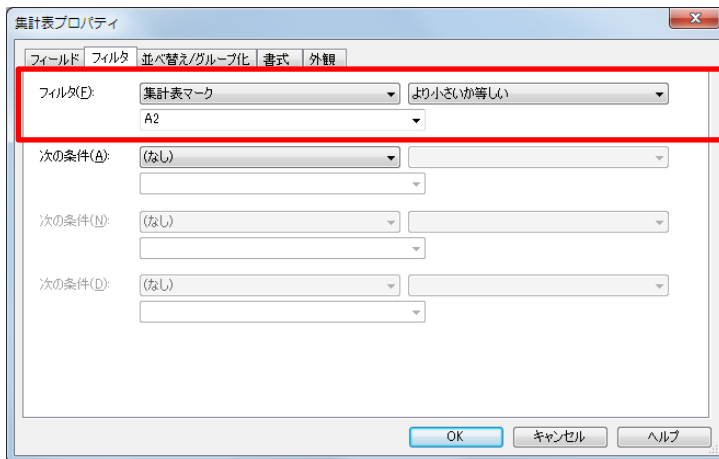 集計表プロパティ
フィールド フィルタ 並べ替え/グループ化 書式 外観
フィルタ(F): 集計表マーク より小さいか等しい
A2
次の条件(A): (なし)
次の条件(N): (なし)
次の条件(D): (なし)
OK キャンセル ヘルプ